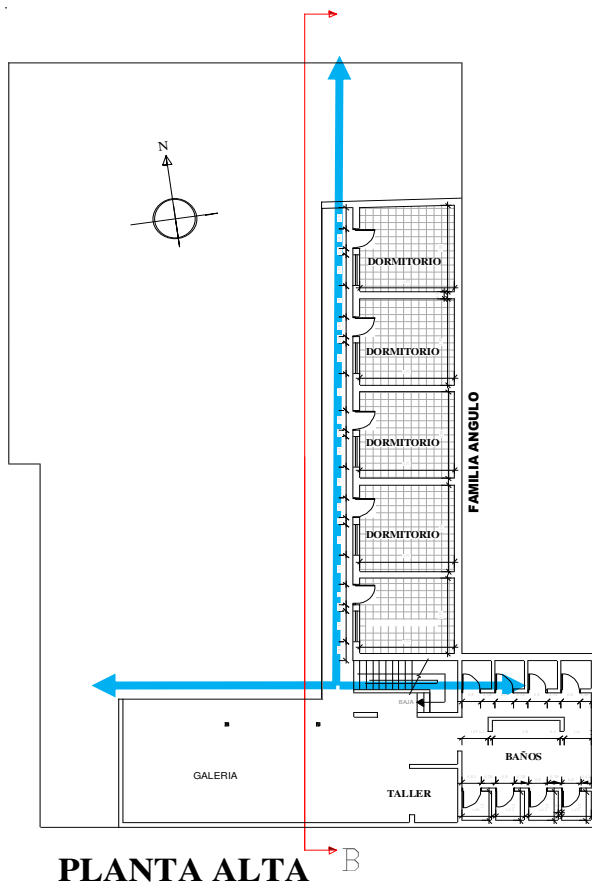 N
DORMITORIO
DORMITORIO
DORMITORIO
DORMITORIO
FAMILIA ANGULO
BAJA
BAÑOS
GALERIA
TALLER
PLANTA ALTA
B